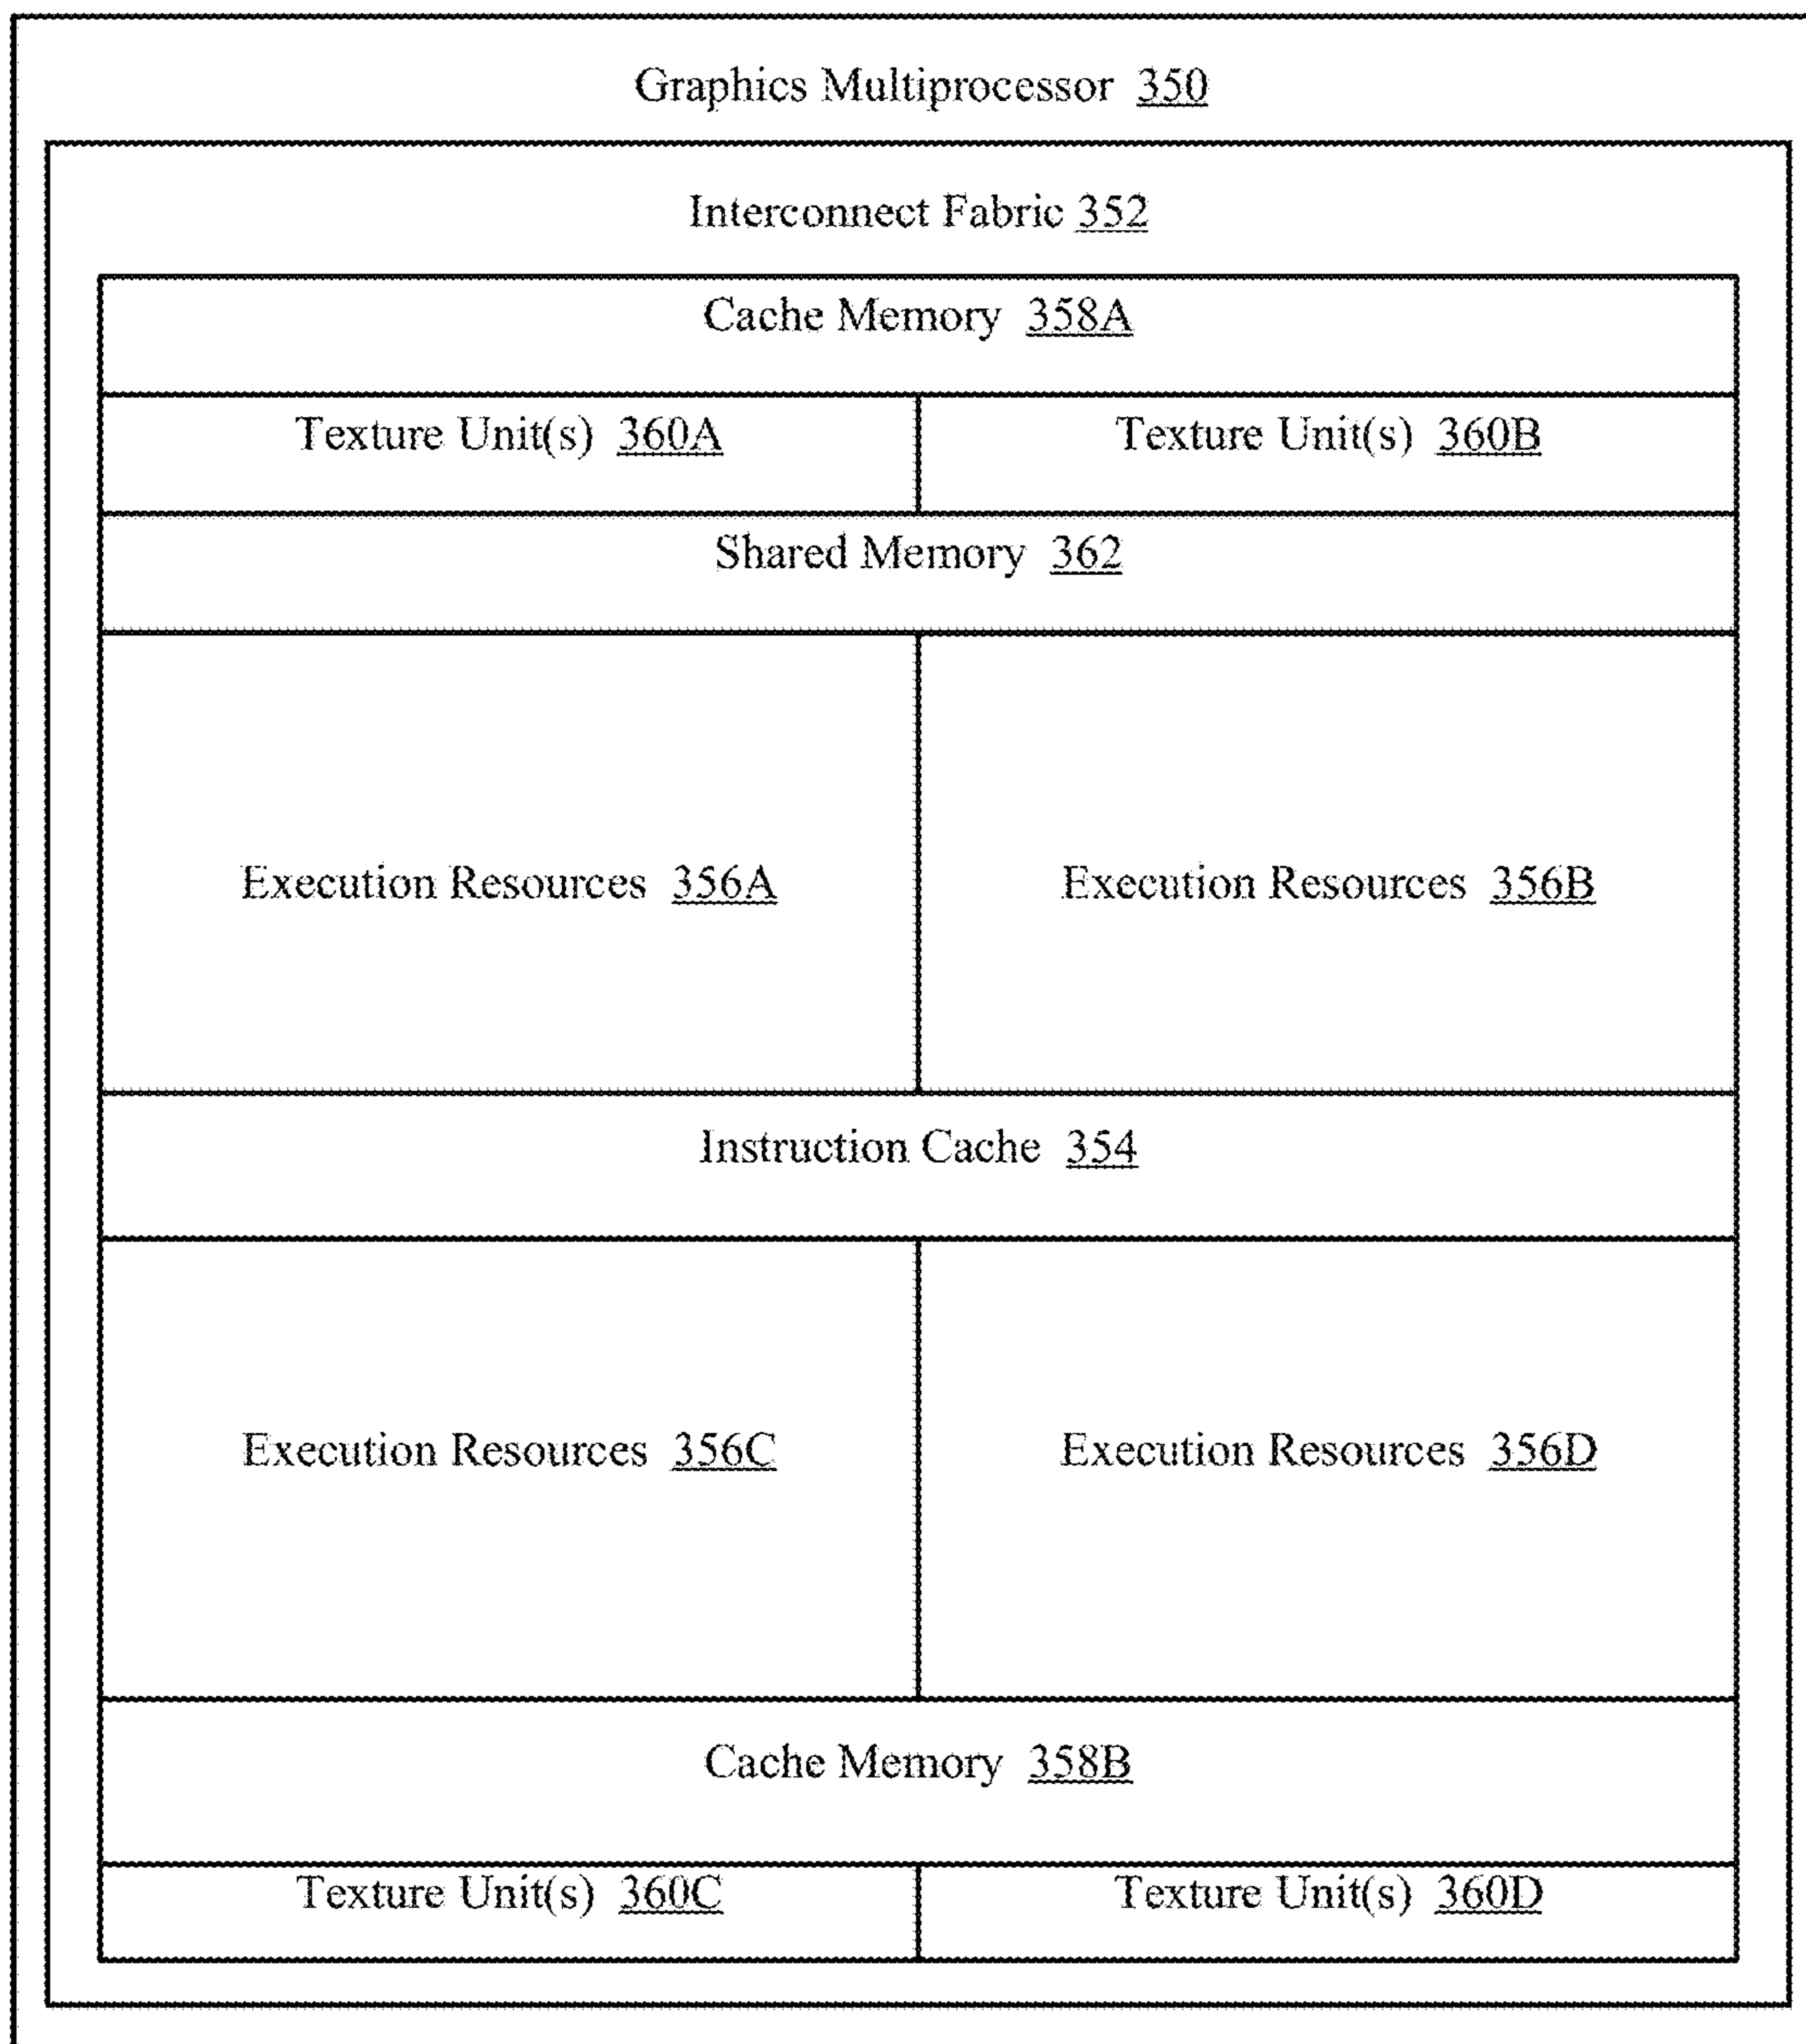 Graphics Multiprocessor 350
Interconnect Fabric 352
Cache Memory 358A
Texture Unit(s) 360A
Texture Unit(s) 360B
Shared Memory 362
Execution Resources 356A
Execution Resources 356B
Instruction Cache 354
Execution Resources 356C
Execution Resources 356D
Cache Memory 358B
Texture Unit(s) 360C
Texture Unit(s) 360D